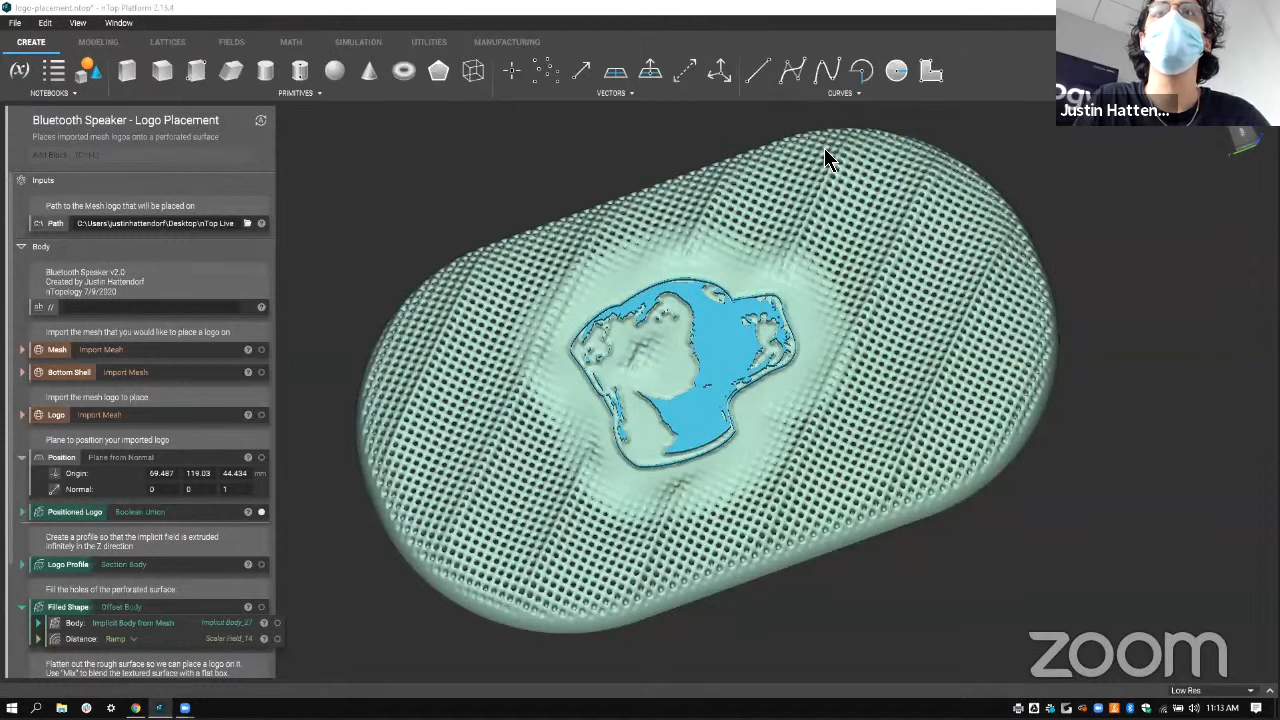 logo-placement.ntop* - nTop Platform 2.13.4
File Edit View Window
CREATE MODELING LATTICES FIELDS MATH SIMULATION UTILITIES MANUFACTURING
(x)
NOTEBOOKS PRIMITIVES VECTORS CURVES
Justin Hatten...
Bluetooth Speaker - Logo Placement
Places imported mesh logos onto a perforated surface
Add Block...
Inputs
Path to the Mesh logo that will be placed on
C:\ Path C:\Users\justinhattendorf\Desktop\nTop Live
Body
Bluetooth Speaker v2.0
Created by Justin Hattendorf
nTopology 7/9/2020
ab //
Import the mesh that you would like to place a logo on
Mesh Import Mesh
Bottom Shell Import Mesh
Import the mesh logo to place
Logo Import Mesh
Plane to position your imported logo
Position Plane from Normal
Origin: 69.487 119.03 44.434 mm
Normal: 0 0 1
Positioned Logo Boolean Union
Create a profile so that the implicit field is extruded
infinitely in the Z direction
Logo Profile Section Body
Fill the holes of the perforated surface.
Filled Shape Offset Body
Body: Implicit Body from Mesh Implicit_Body_27
Distance: Ramp Scalar Field_14
Flatten out the rough surface so we can place a logo on it.
Use "Mix" to blend the textured surface with a flat box.
zoom
Low Res
11:13 AM